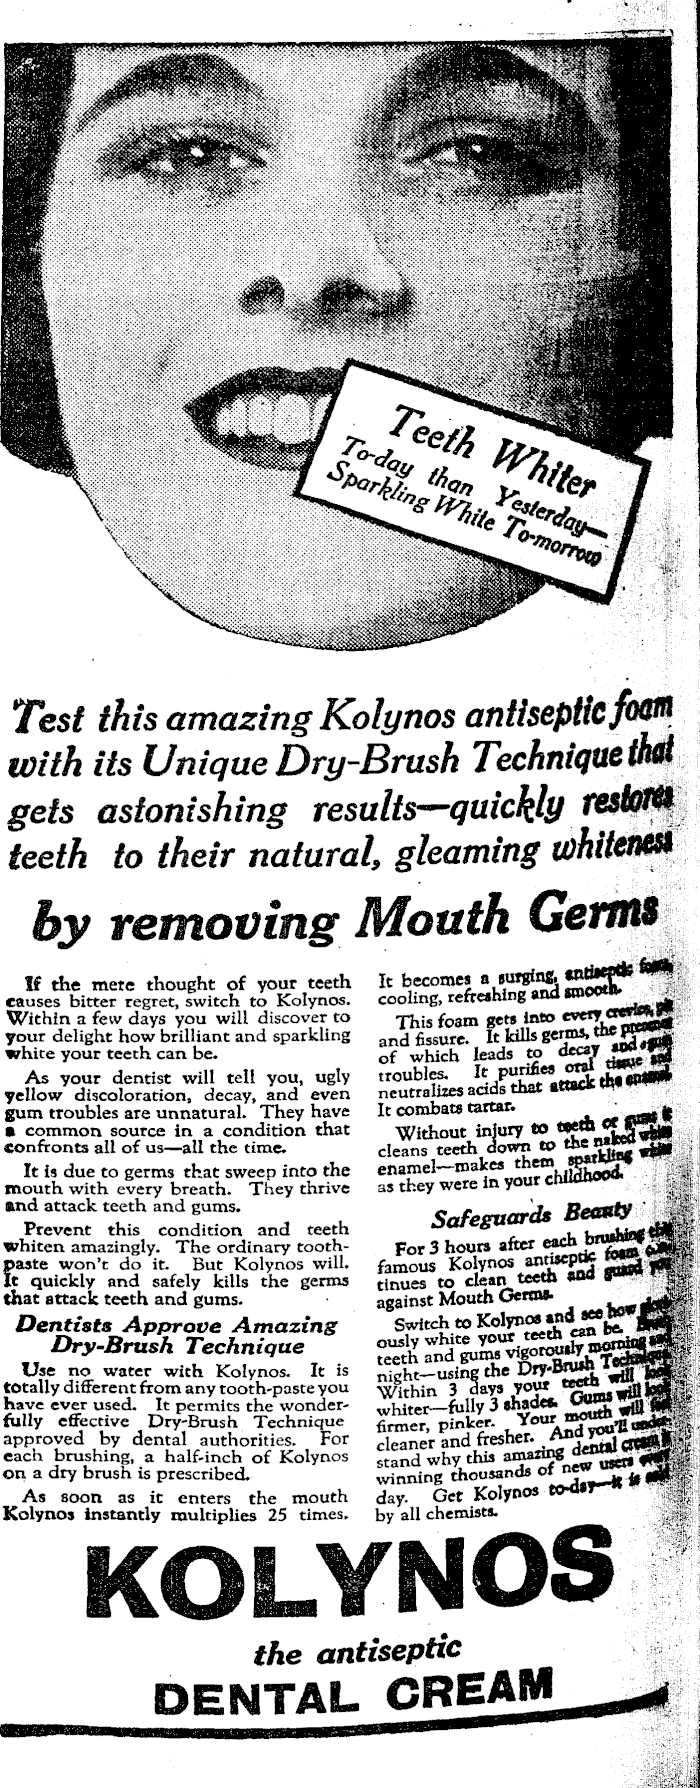 Teeth Whiter
To-day than Yesterday—
Sparkling White To-morrow
Test this amazing Kolynos antiseptic foam
with its Unique Dry-Brush Technique that
gets astonishing results—quickly restores
teeth to their natural, gleaming whiteness
by removing Mouth Germs
If the mere thought of your teeth
causes bitter regret, switch to Kolynos.
Within a few days you will discover to
your delight how brilliant and sparkling
white your teeth can be.
As your dentist will tell you, ugly
yellow discoloration, decay, and even
gum troubles are unnatural. They have
a common source in a condition that
confronts all of us—all the time.
It is due to germs that sweep into the
mouth with every breath. They thrive
and attack teeth and gums.
Prevent this condition and teeth
whiten amazingly. The ordinary tooth-
paste won't do it. But Kolynos will.
It quickly and safely kills the germs
that attack teeth and gums.
Dentists Approve Amazing
Dry-Brush Technique
Use no water with Kolynos. It is
totally different from any tooth-paste you
have ever used. It permits the wonder-
fully effective Dry-Brush Technique
approved by dental authorities. For
each brushing, a half-inch of Kolynos
on a dry brush is prescribed.
As soon as it enters the mouth
Kolynos instantly multiplies 25 times.
It becomes a surging, antiseptic foam,
cooling, refreshing and smooth.
This foam gets into every crevice, pit
and fissure. It kills germs, the presence
of which leads to decay and gum
troubles. It purifies oral tissue and
neutralizes acids that attack the enamel.
It combats tartar.
Without injury to teeth or gums it
cleans teeth down to the naked white
enamel—makes them sparkling white
as they were in your childhood.
Safeguards Beauty
For 3 hours after each brushing this
famous Kolynos antiseptic foam con-
tinues to clean teeth and guard you
against Mouth Germs.
Switch to Kolynos and see how glori-
ously white your teeth can be. Brush
teeth and gums vigorously morning and
night—using the Dry-Brush Technique.
Within 3 days your teeth will look
whiter—fully 3 shades. Gums will look
firmer, pinker. Your mouth will feel
cleaner and fresher. And you'll under-
stand why this amazing dental cream is
winning thousands of new users every
day. Get Kolynos to-day—it is sold
by all chemists.
KOLYNOS
the antiseptic
DENTAL CREAM